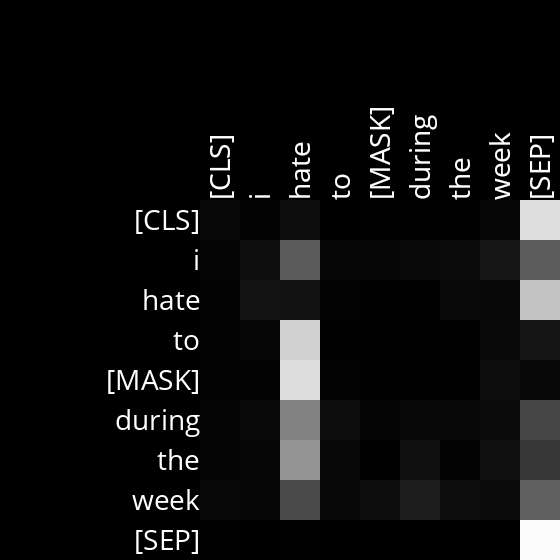 [CLS] i hate to [MASK] during the week [SEP]
[CLS]
i
hate
to
[MASK]
during
the
week
[SEP]